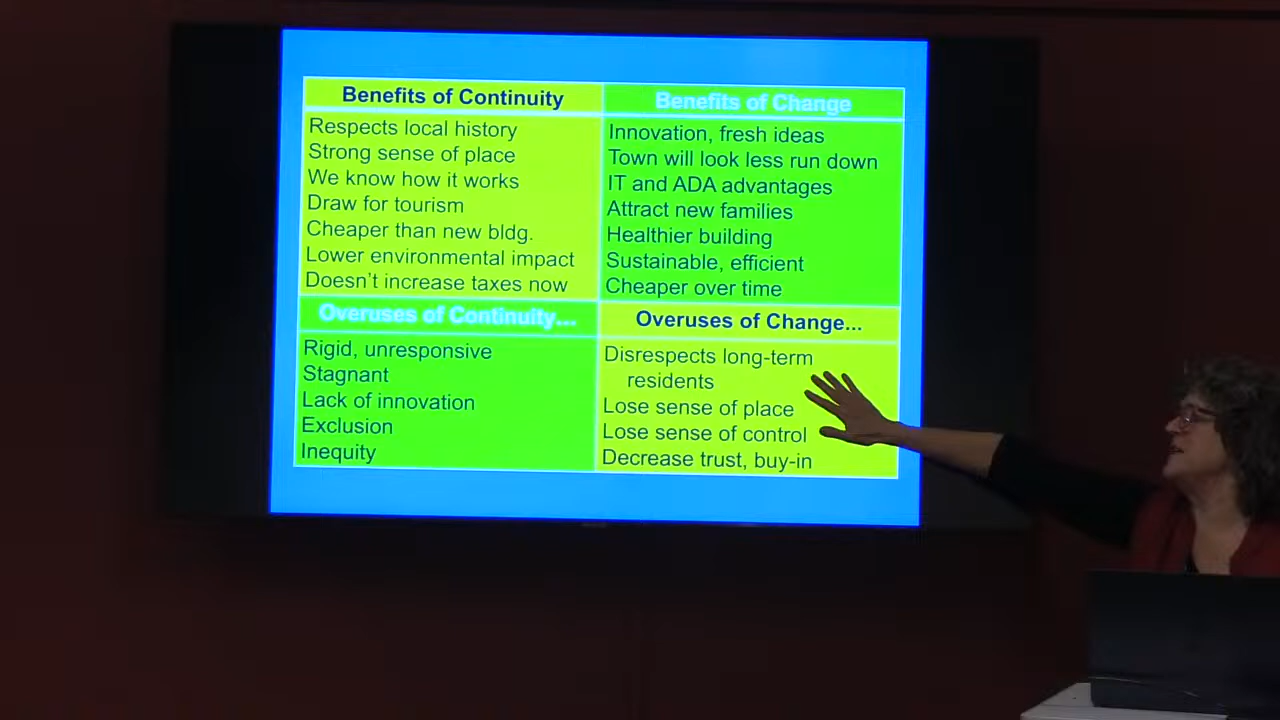 Benefits of Continuity
Respects local history
Strong sense of place
We know how it works
Draw for tourism
Cheaper than new bldg.
Lower environmental impact
Doesn't increase taxes now
Benefits of Change
Innovation, fresh ideas
Town will look less run down
IT and ADA advantages
Attract new families
Healthier building
Sustainable, efficient
Cheaper over time
Overuses of Continuity...
Rigid, unresponsive
Stagnant
Lack of innovation
Exclusion
Inequity
Overuses of Change...
Disrespects long-term
residents
Lose sense of place
Lose sense of control
Decrease trust, buy-in